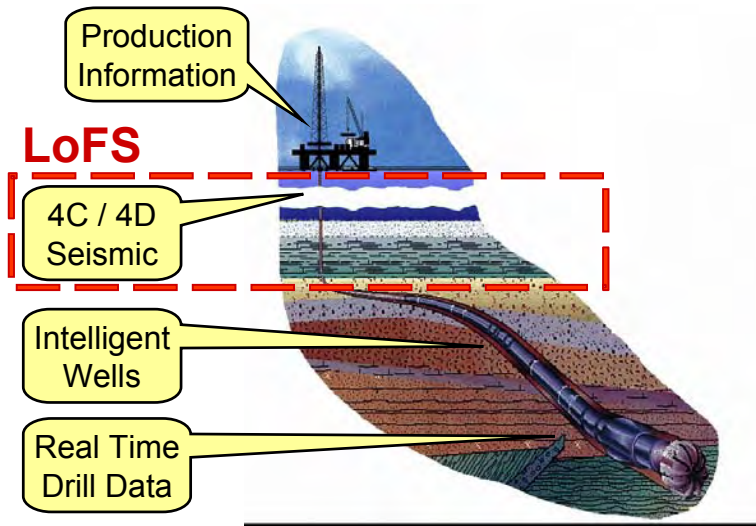 Production
Information
LoFS
4C / 4D
Seismic
Intelligent
Wells
Real Time
Drill Data